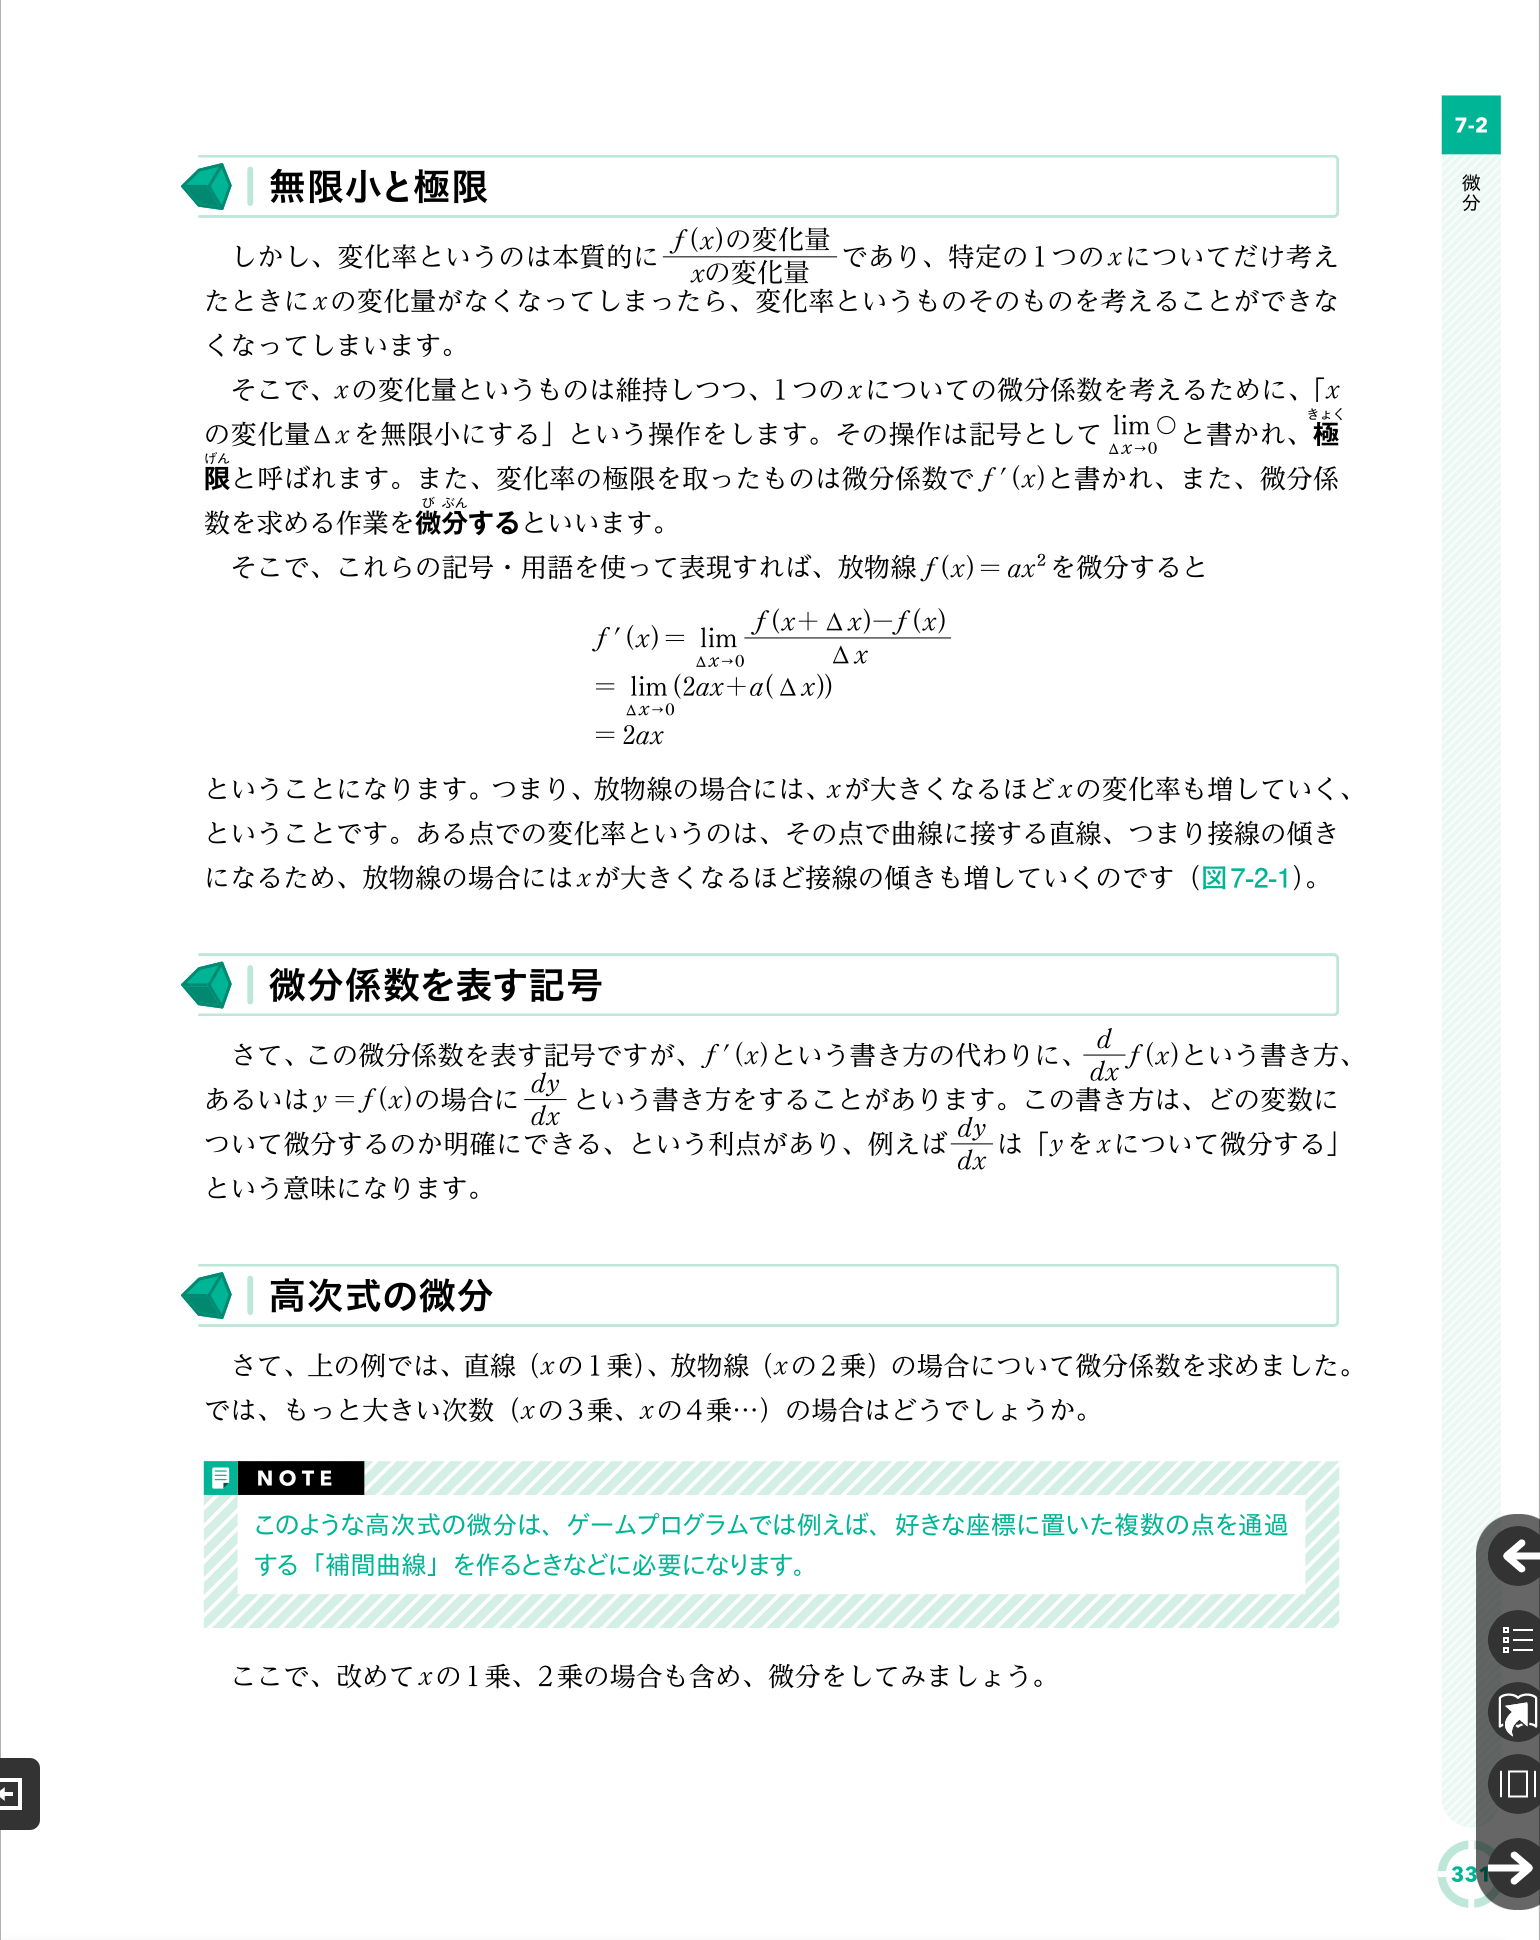 7-2
微分
無限小と極限
しかし、変化率というのは本質的に f(x)の変化量/xの変化量 であり、特定の1つのxについてだけ考え
たときにxの変化量がなくなってしまったら、変化率というものそのものを考えることができな
くなってしまいます。
そこで、xの変化量というものは維持しつつ、1つのxについての微分係数を考えるために、「x
の変化量Δxを無限小にする」という操作をします。その操作は記号として lim Δx→0 ○と書かれ、極
限と呼ばれます。また、変化率の極限を取ったものは微分係数でf′(x)と書かれ、また、微分係
数を求める作業を微分するといいます。
そこで、これらの記号・用語を使って表現すれば、放物線f(x)=ax²を微分すると
f′(x)= lim Δx→0 f(x+Δx)−f(x)/Δx
= lim Δx→0 (2ax+a(Δx))
= 2ax
ということになります。つまり、放物線の場合には、xが大きくなるほどxの変化率も増していく、
ということです。ある点での変化率というのは、その点で曲線に接する直線、つまり接線の傾き
になるため、放物線の場合にはxが大きくなるほど接線の傾きも増していくのです（図7-2-1）。
微分係数を表す記号
さて、この微分係数を表す記号ですが、f′(x)という書き方の代わりに、d/dx f(x)という書き方、
あるいはy=f(x)の場合に dy/dx という書き方をすることがあります。この書き方は、どの変数に
ついて微分するのか明確にできる、という利点があり、例えば dy/dx は「yをxについて微分する」
という意味になります。
高次式の微分
さて、上の例では、直線（xの1乗）、放物線（xの2乗）の場合について微分係数を求めました。
では、もっと大きい次数（xの3乗、xの4乗…）の場合はどうでしょうか。
NOTE
このような高次式の微分は、ゲームプログラムでは例えば、好きな座標に置いた複数の点を通過
する「補間曲線」を作るときなどに必要になります。
ここで、改めてxの1乗、2乗の場合も含め、微分をしてみましょう。
331